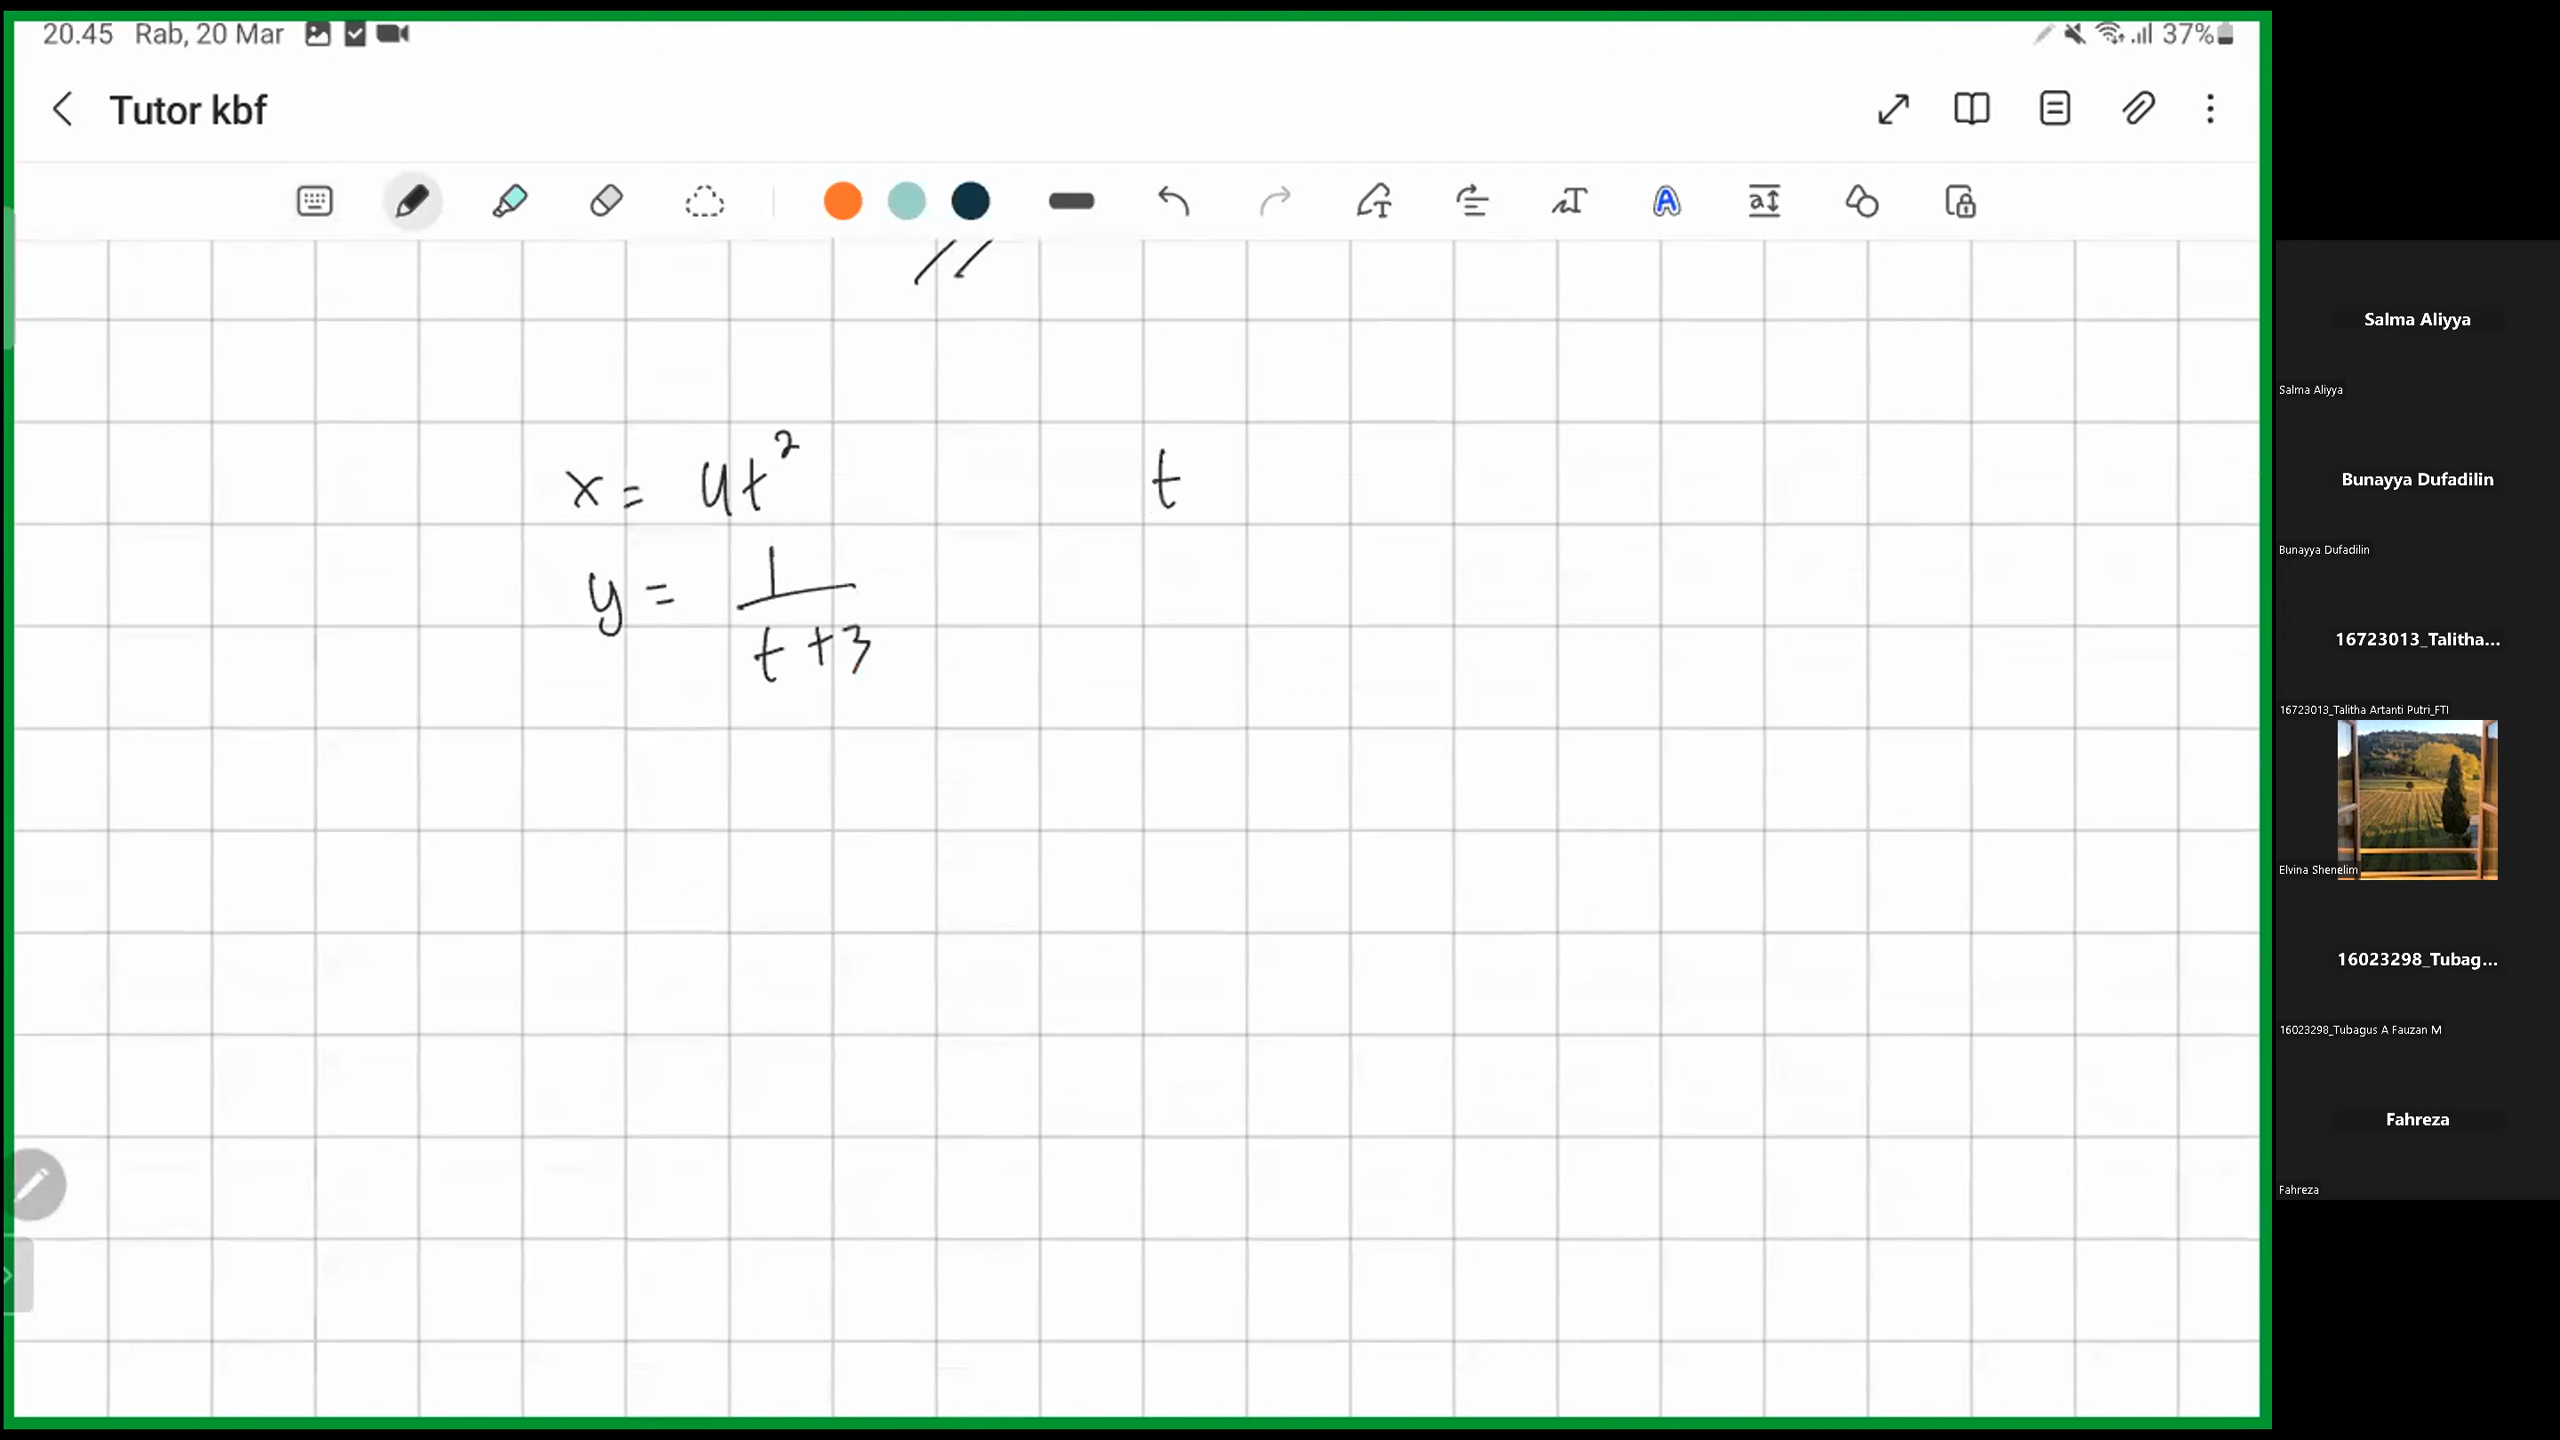 20.45 Rab, 20 Mar 37%
Tutor kbf
x = 4t²
t
y = 1/(t+3)
Salma Aliyya
Salma Aliyya
Bunayya Dufadilin
Bunayya Dufadilin
16723013_Talitha...
16723013_Talitha Artanti Putri_FTI
Elvina Shenelim
16023298_Tubag...
16023298_Tubagus A Fauzan M
Fahreza
Fahreza